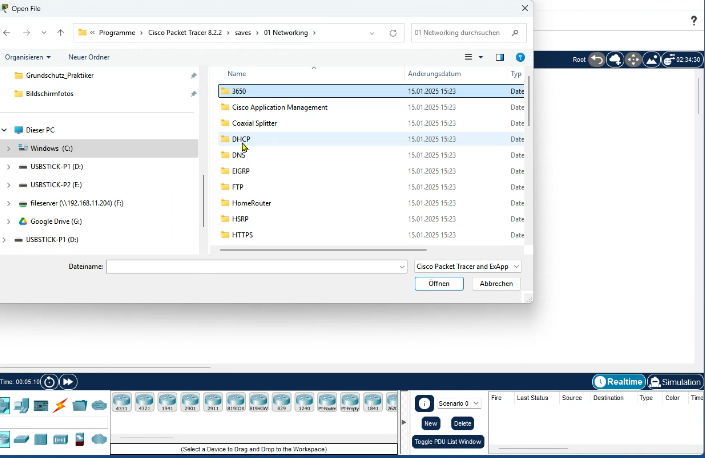 Open File
« Programme › Cisco Packet Tracer 8.2.2 › saves › 01 Networking ›
01 Networking durchsuchen
?
Organisieren
Neuer Ordner
?
Root
02:34:30
Grundschutz_Praktiker
Bildschirmfotos
Dieser PC
Windows (C:)
USBSTICK-P1 (D:)
USBSTICK-P2 (E:)
fileserver (\\192.168.11.204) (F:)
Google Drive (G:)
USBSTICK-P1 (D:)
Name Änderungsdatum Typ
3650 15.01.2025 15:23 Date
Cisco Application Management 15.01.2025 15:23 Date
Coaxial Splitter 15.01.2025 15:23 Date
DHCP 15.01.2025 15:23 Date
DNS 15.01.2025 15:23 Date
EIGRP 15.01.2025 15:23 Date
FTP 15.01.2025 15:23 Date
HomeRouter 15.01.2025 15:23 Date
HSRP 15.01.2025 15:23 Date
HTTPS 15.01.2025 15:23 Date
Dateiname:
Cisco Packet Tracer and ExApp
Öffnen
Abbrechen
Time: 00:05:10
Realtime
Simulation
4331 4321 1941 2901 2911 819IOX 819HGW 829 1240 PT-Router PT-Empty 1841 2620
(Select a Device to Drag and Drop to the Workspace)
Scenario 0
New
Delete
Toggle PDU List Window
Fire Last Status Source Destination Type Color Time